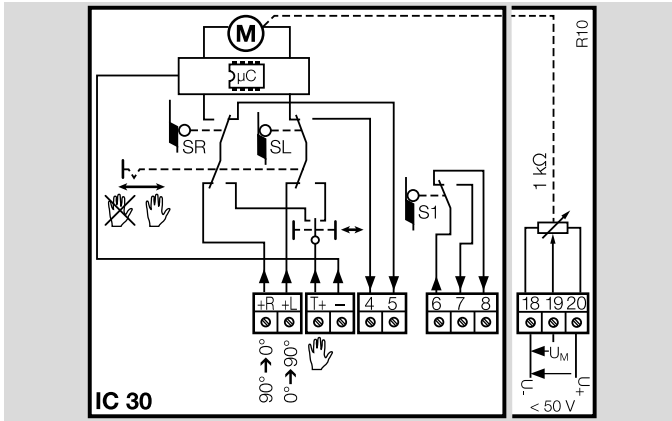 M
R10
µC
SR
SL
1 kΩ
S1
+R +L T+ – 4 5 6 7 8 18 19 20
90° ➔ 0°
0° ➔ 90°
UM
U-
U+
< 50 V
IC 30